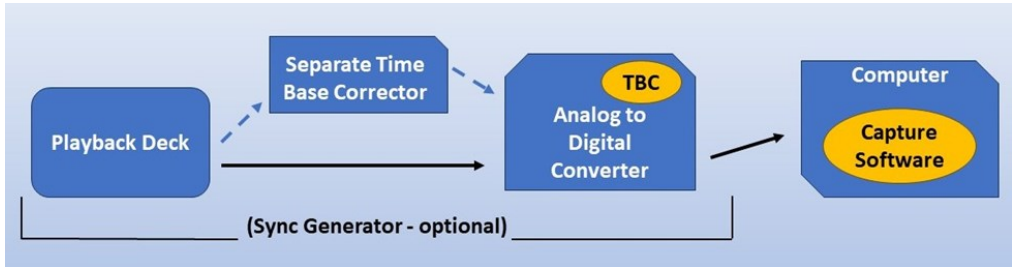 Playback Deck
Separate Time
Base Corrector
TBC
Analog to
Digital
Converter
Computer
Capture
Software
(Sync Generator - optional)